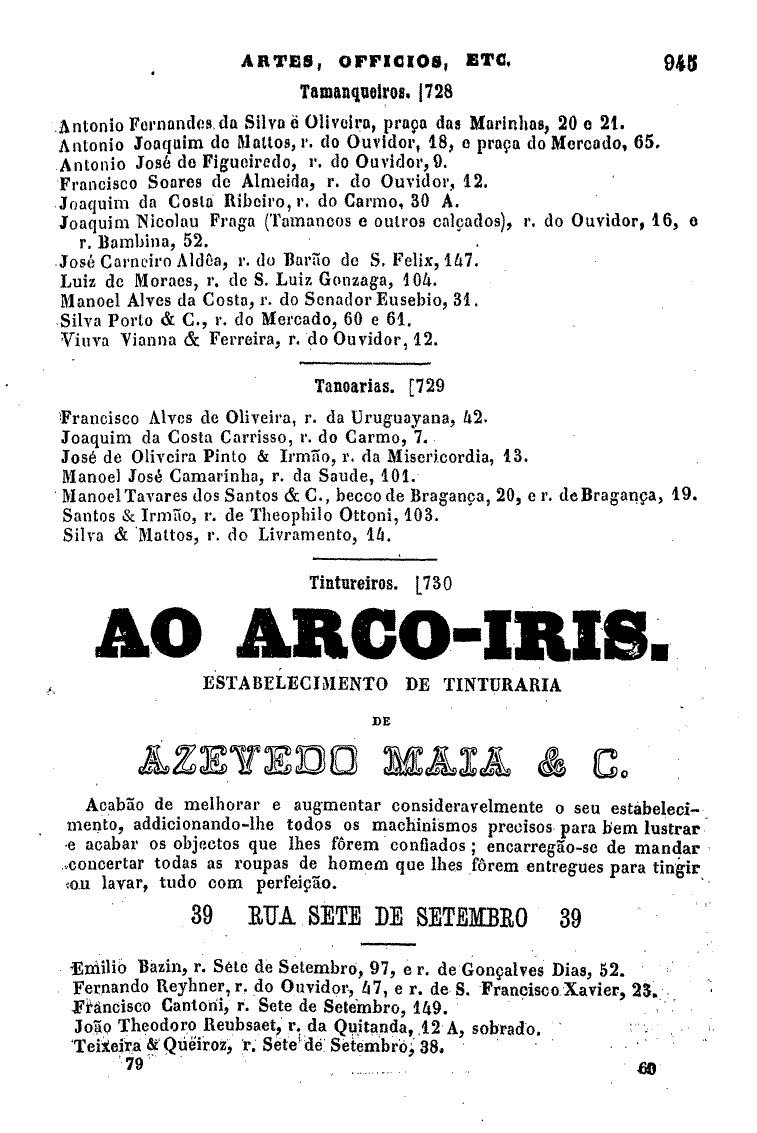 ARTES, OFFICIOS, ETC. 945
Tamanqueiros. [728
Antonio Fernandes da Silva e Oliveira, praça das Marinhas, 20 e 21.
Antonio Joaquim de Mattos, r. do Ouvidor, 18, e praça do Mercado, 65.
Antonio José de Figueiredo, r. do Ouvidor, 9.
Francisco Soares de Almeida, r. do Ouvidor, 12.
Joaquim da Costa Ribeiro, r. do Carmo, 30 A.
Joaquim Nicolau Fraga (Tamancos e outros calçados), r. do Ouvidor, 16, e
r. Bambina, 52.
José Carneiro Aldêa, r. do Barão de S. Felix, 147.
Luiz de Moraes, r. de S. Luiz Gonzaga, 104.
Manoel Alves da Costa, r. do Senador Eusebio, 31.
Silva Porto & C., r. do Mercado, 60 e 61.
Viuva Vianna & Ferreira, r. do Ouvidor, 12.
Tanoarias. [729
Francisco Alves de Oliveira, r. da Uruguayana, 42.
Joaquim da Costa Carrisso, r. do Carmo, 7.
José de Oliveira Pinto & Irmão, r. da Misericordia, 13.
Manoel José Camarinha, r. da Saude, 101.
Manoel Tavares dos Santos & C., becco de Bragança, 20, e r. de Bragança, 19.
Santos & Irmão, r. de Theophilo Ottoni, 103.
Silva & Mattos, r. do Livramento, 14.
Tintureiros. [730
AO ARCO-IRIS.
ESTABELECIMENTO DE TINTURARIA
DE
AZEVEDO MAIA & C.
Acabão de melhorar e augmentar consideravelmente o seu estabeleci-
mento, addicionando-lhe todos os machinismos precisos para bem lustrar
e acabar os objectos que lhes fôrem confiados; encarregão-se de mandar
concertar todas as roupas de homem que lhes fôrem entregues para tingir
ou lavar, tudo com perfeição.
39 RUA SETE DE SETEMBRO 39
Emilio Bazin, r. Séte de Setembro, 97, e r. de Gonçalves Dias, 52.
Fernando Reyhner, r. do Ouvidor, 47, e r. de S. Francisco Xavier, 23.
Francisco Cantoni, r. Sete de Setembro, 149.
João Theodoro Reubsaet, r. da Quitanda, 12 A, sobrado.
Teixeira & Queiroz, r. Sete de Setembro, 38.
79 60